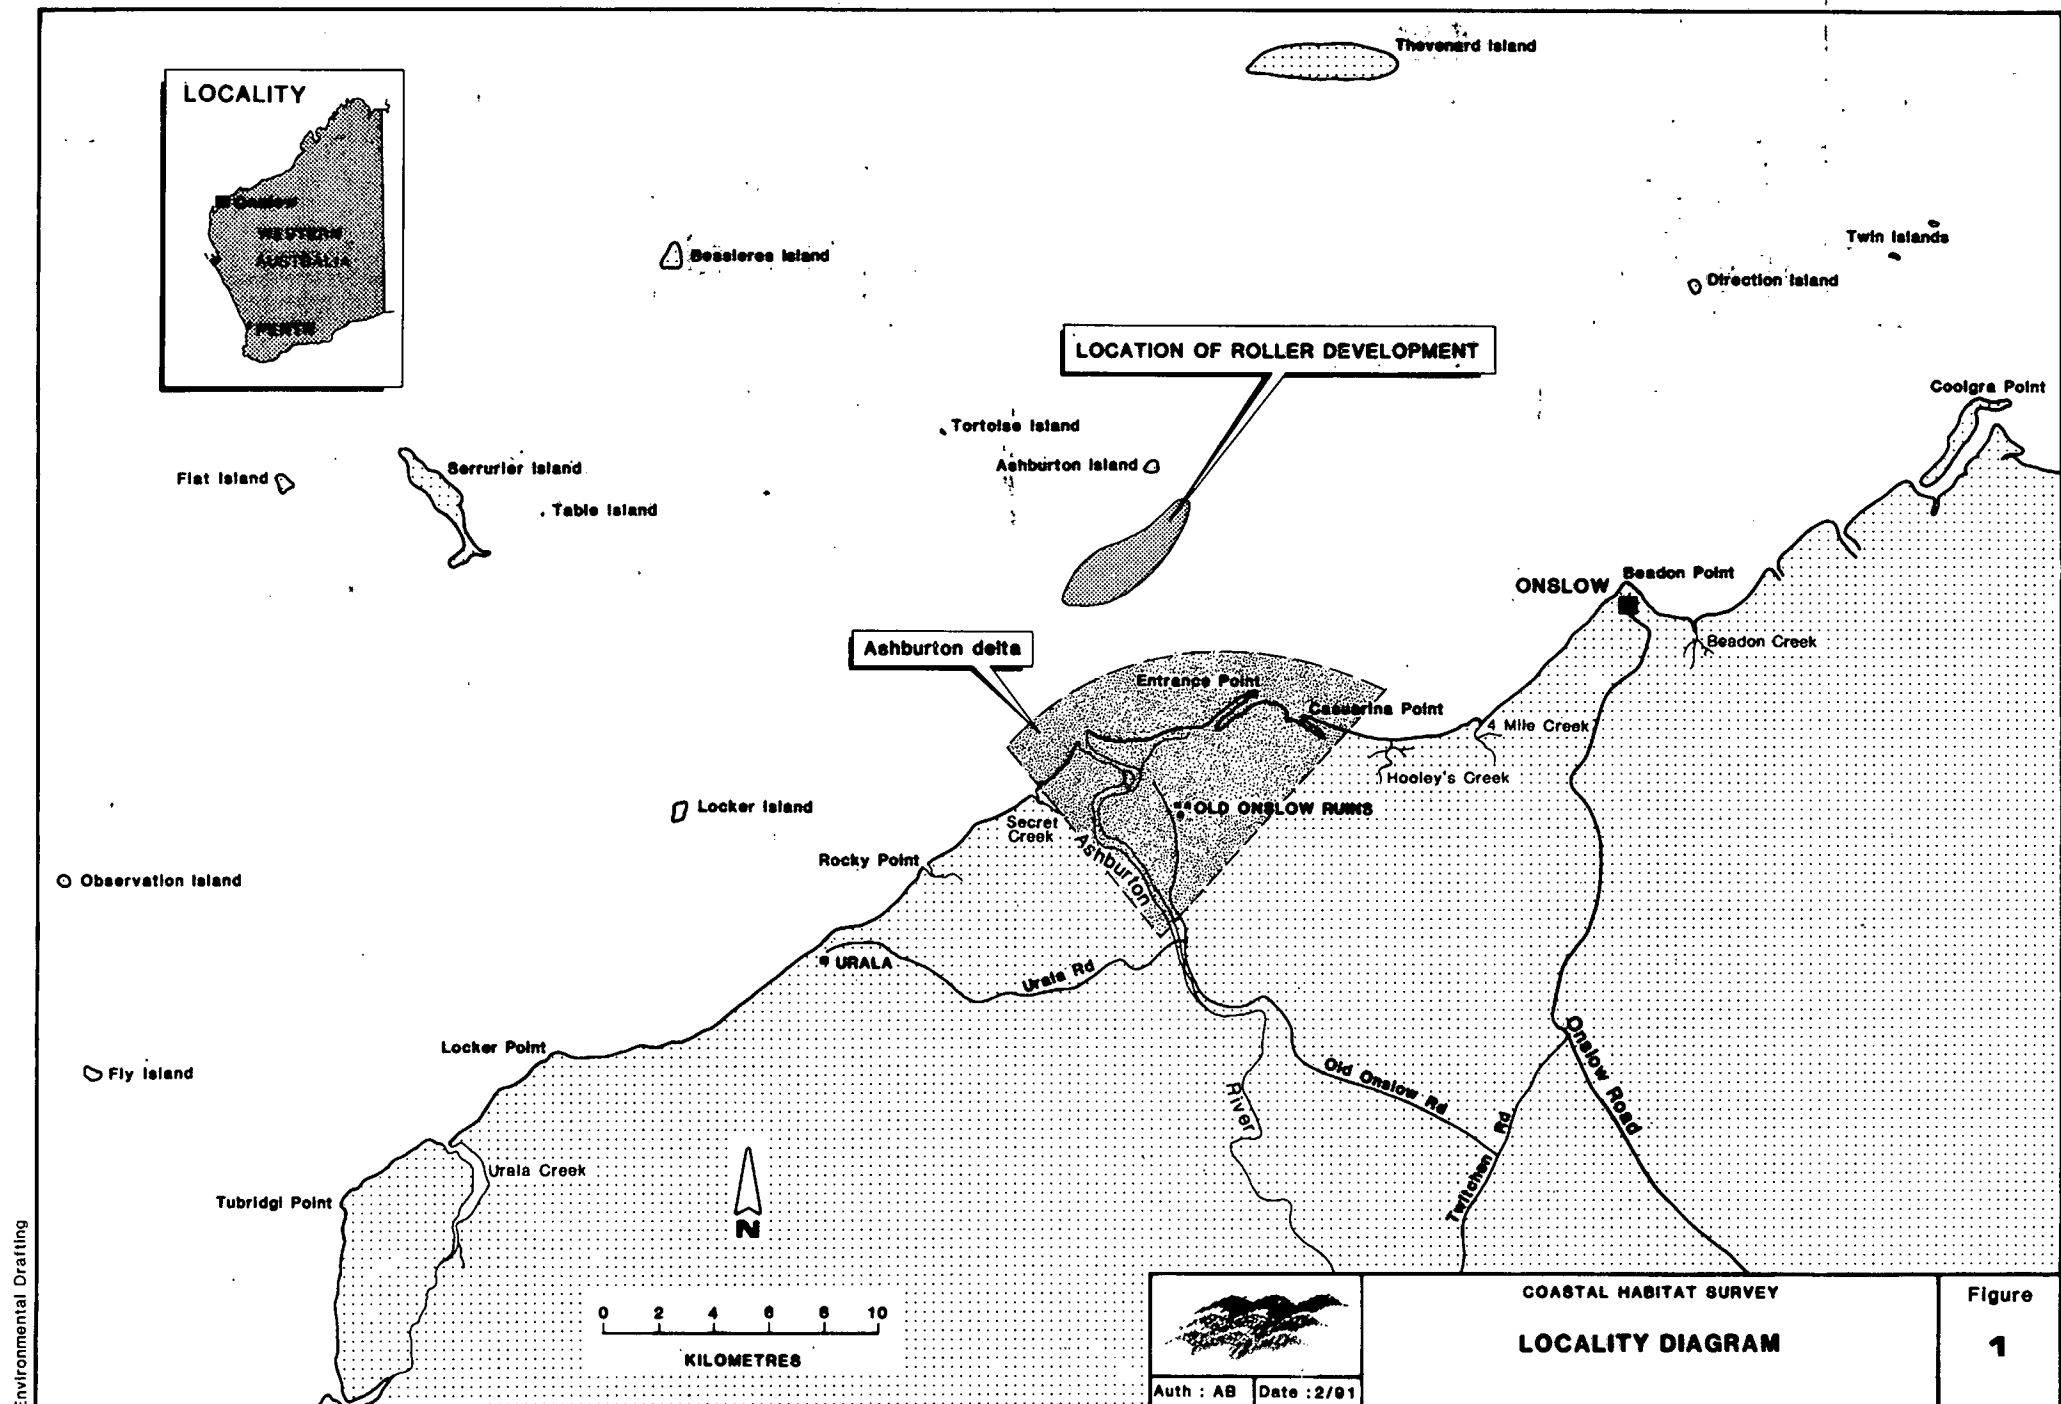 Thevenard Island
LOCALITY
Onslow
WESTERN
AUSTRALIA
PERTH
Bessieres Island
Twin Islands
Direction Island
LOCATION OF ROLLER DEVELOPMENT
Coolgra Point
Tortoise Island
Ashburton Island
Serrurier Island
Flat Island
Table Island
Beadon Point
ONSLOW
Beadon Creek
Ashburton delta
Entrance Point
Casuarina Point
4 Mile Creek
Hooley's Creek
Locker Island
OLD ONSLOW RUINS
Secret
Creek
Rocky Point
Ashburton
Observation Island
URALA
Urala Rd
Locker Point
Fly Island
Onslow Road
Old Onslow Rd
River
Twitchen Rd
Urala Creek
Tubridgi Point
N
0 2 4 6 8 10
KILOMETRES
Environmental Drafting
COASTAL HABITAT SURVEY
LOCALITY DIAGRAM
Figure
1
Auth : AB
Date : 2/91